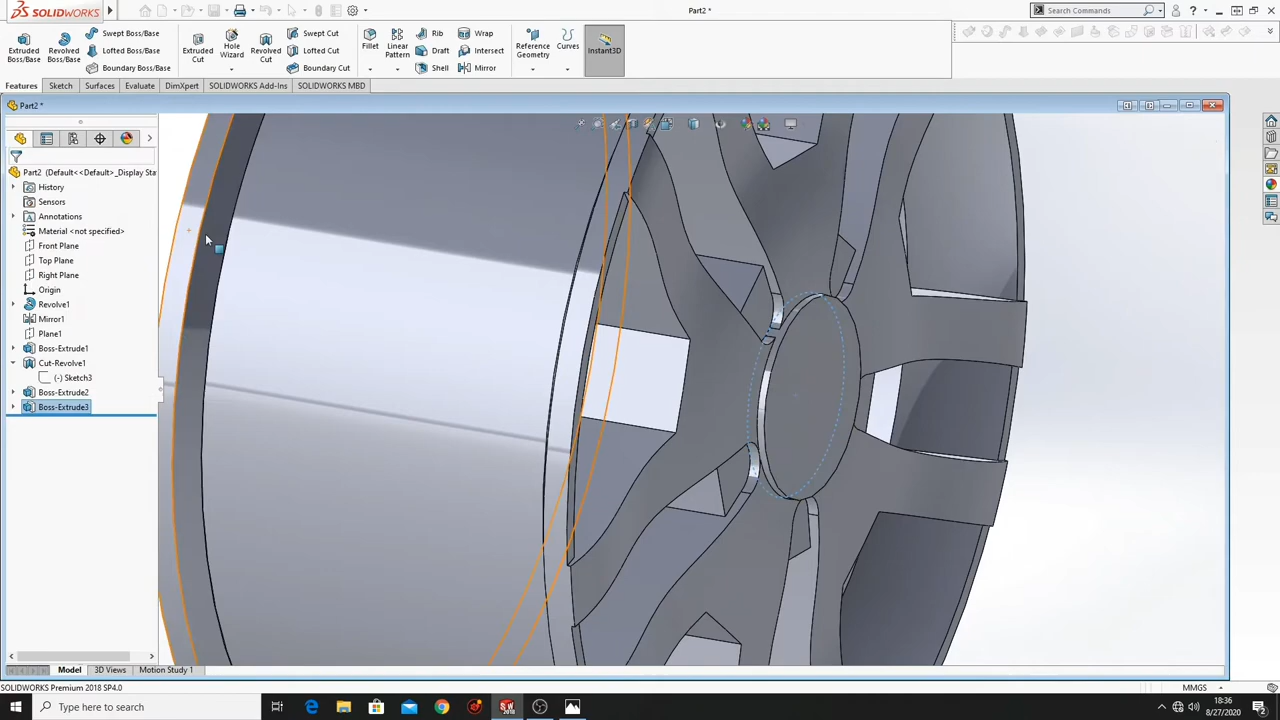 SOLIDWORKS
Part2 *
Search Commands
Extruded Boss/Base
Revolved Boss/Base
Swept Boss/Base
Lofted Boss/Base
Boundary Boss/Base
Extruded Cut
Hole Wizard
Revolved Cut
Swept Cut
Lofted Cut
Boundary Cut
Fillet
Linear Pattern
Rib
Draft
Shell
Wrap
Intersect
Mirror
Reference Geometry
Curves
Instant3D
Features
Sketch
Surfaces
Evaluate
DimXpert
SOLIDWORKS Add-Ins
SOLIDWORKS MBD
Part2 *
Part2 (Default<<Default>_Display Sta
History
Sensors
Annotations
Material <not specified>
Front Plane
Top Plane
Right Plane
Origin
Revolve1
Mirror1
Plane1
Boss-Extrude1
Cut-Revolve1
(-) Sketch3
Boss-Extrude2
Boss-Extrude3
Model
3D Views
Motion Study 1
SOLIDWORKS Premium 2018 SP4.0
MMGS
Type here to search
18:36
8/27/2020